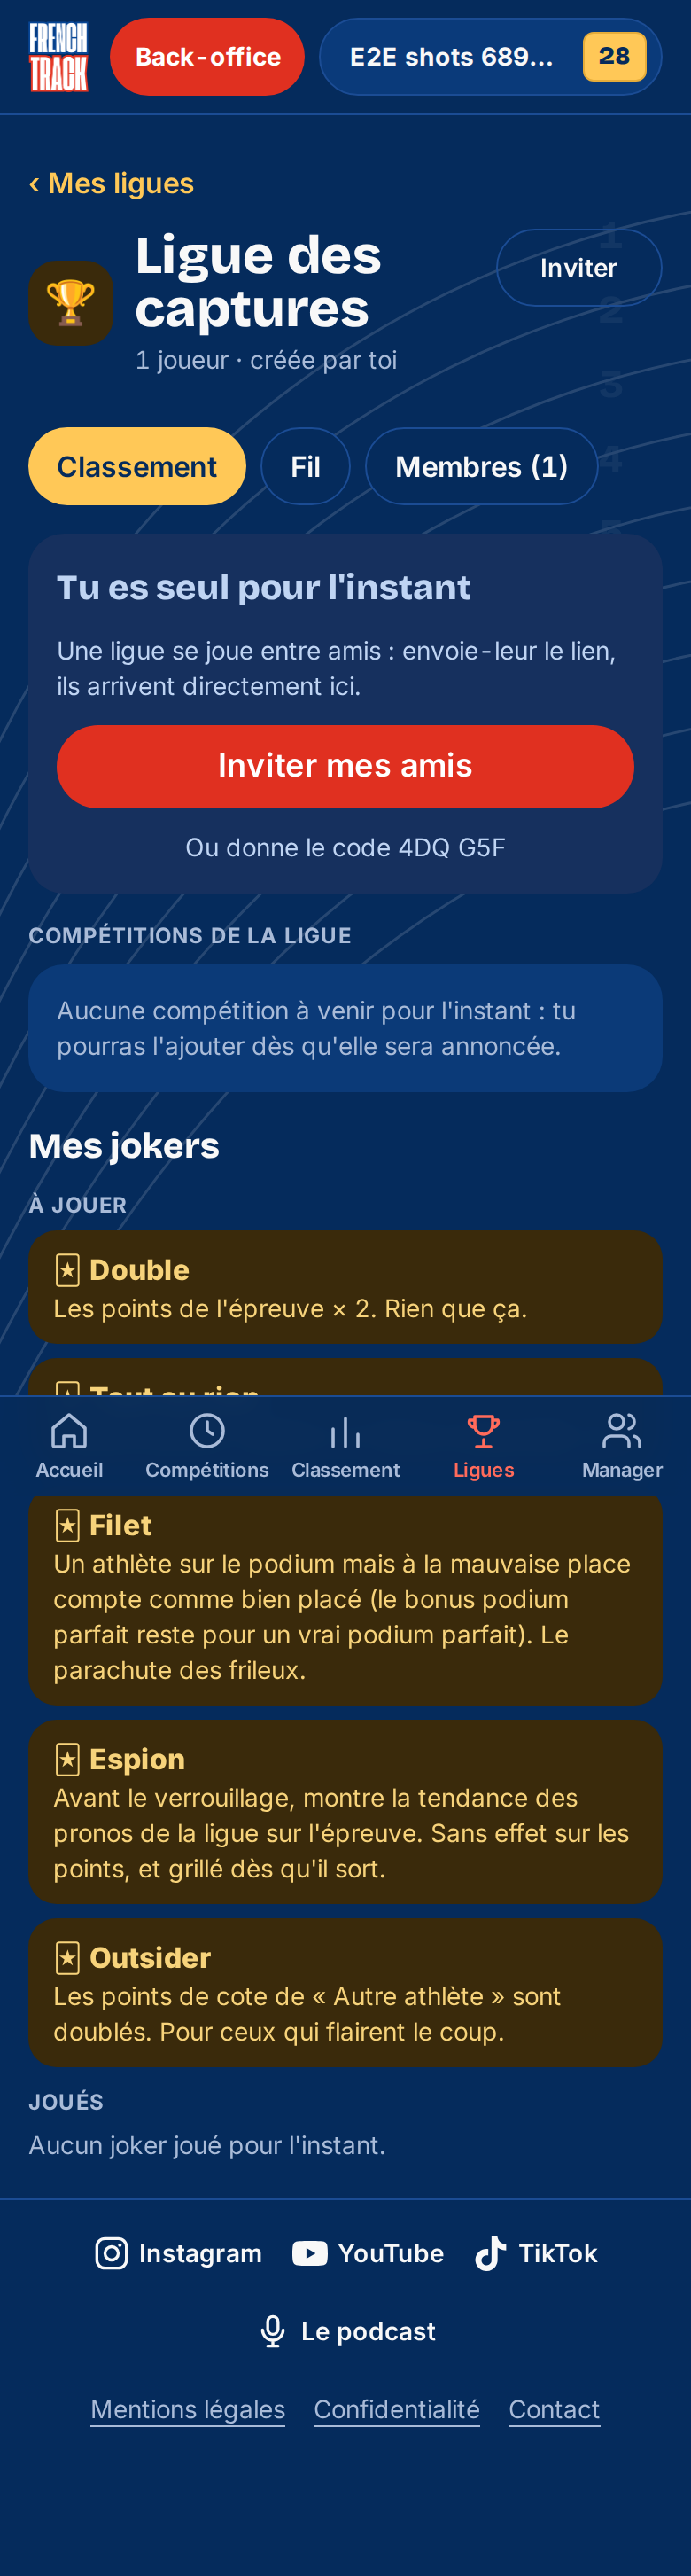 FRENCH
TRACK
Back-office
E2E shots 689...
28
‹ Mes ligues
Ligue des
captures
Inviter
1 joueur · créée par toi
1
2
3
4
5
Classement
Fil
Membres (1)
Tu es seul pour l'instant
Une ligue se joue entre amis : envoie-leur le lien,
ils arrivent directement ici.
Inviter mes amis
Ou donne le code 4DQ G5F
COMPÉTITIONS DE LA LIGUE
Aucune compétition à venir pour l'instant : tu
pourras l'ajouter dès qu'elle sera annoncée.
Mes jokers
À JOUER
Double
Les points de l'épreuve × 2. Rien que ça.
Tout ou rien
Accueil
Compétitions
Classement
Ligues
Manager
Filet
Un athlète sur le podium mais à la mauvaise place
compte comme bien placé (le bonus podium
parfait reste pour un vrai podium parfait). Le
parachute des frileux.
Espion
Avant le verrouillage, montre la tendance des
pronos de la ligue sur l'épreuve. Sans effet sur les
points, et grillé dès qu'il sort.
Outsider
Les points de cote de « Autre athlète » sont
doublés. Pour ceux qui flairent le coup.
JOUÉS
Aucun joker joué pour l'instant.
Instagram
YouTube
TikTok
Le podcast
Mentions légales
Confidentialité
Contact